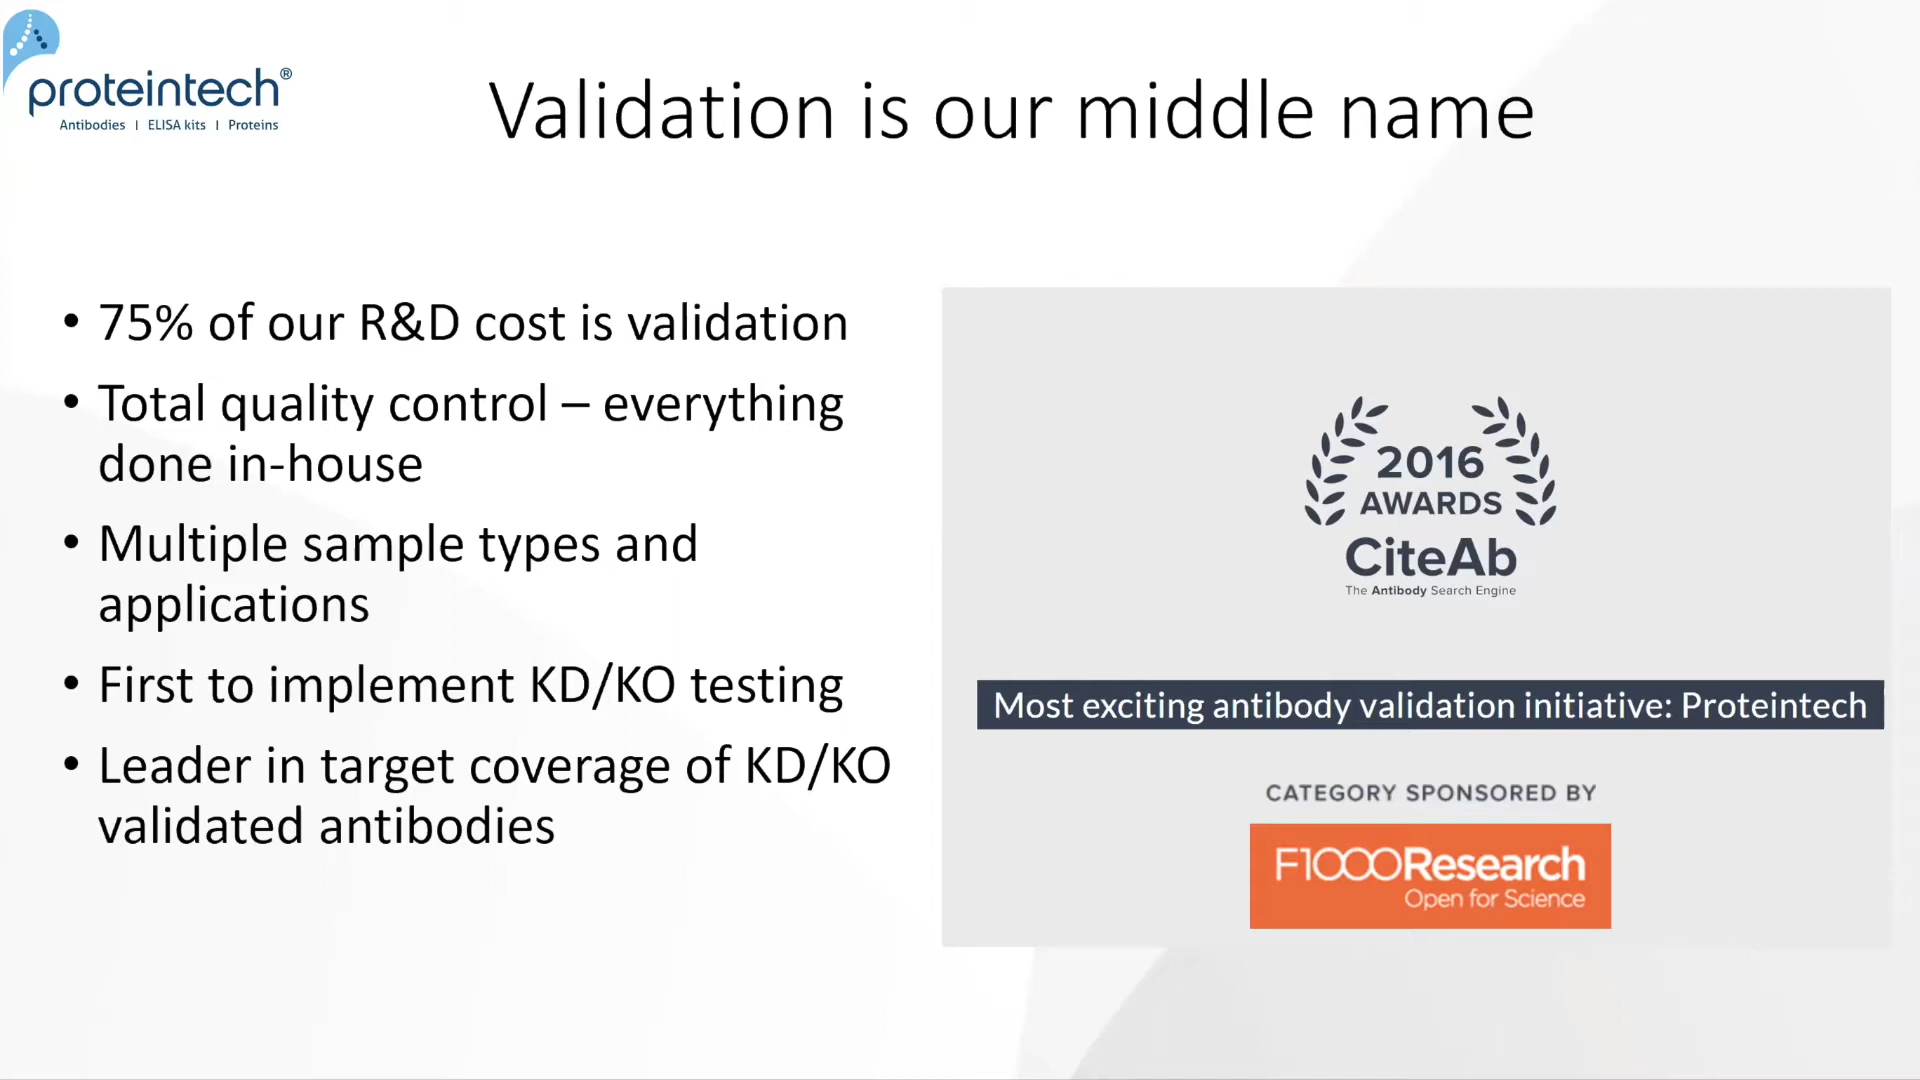 proteintech®
Antibodies | ELISA kits | Proteins
Validation is our middle name
• 75% of our R&D cost is validation
• Total quality control – everything
done in-house
• Multiple sample types and
applications
• First to implement KD/KO testing
• Leader in target coverage of KD/KO
validated antibodies
2016
AWARDS
CiteAb
The Antibody Search Engine
Most exciting antibody validation initiative: Proteintech
CATEGORY SPONSORED BY
F1000Research
Open for Science